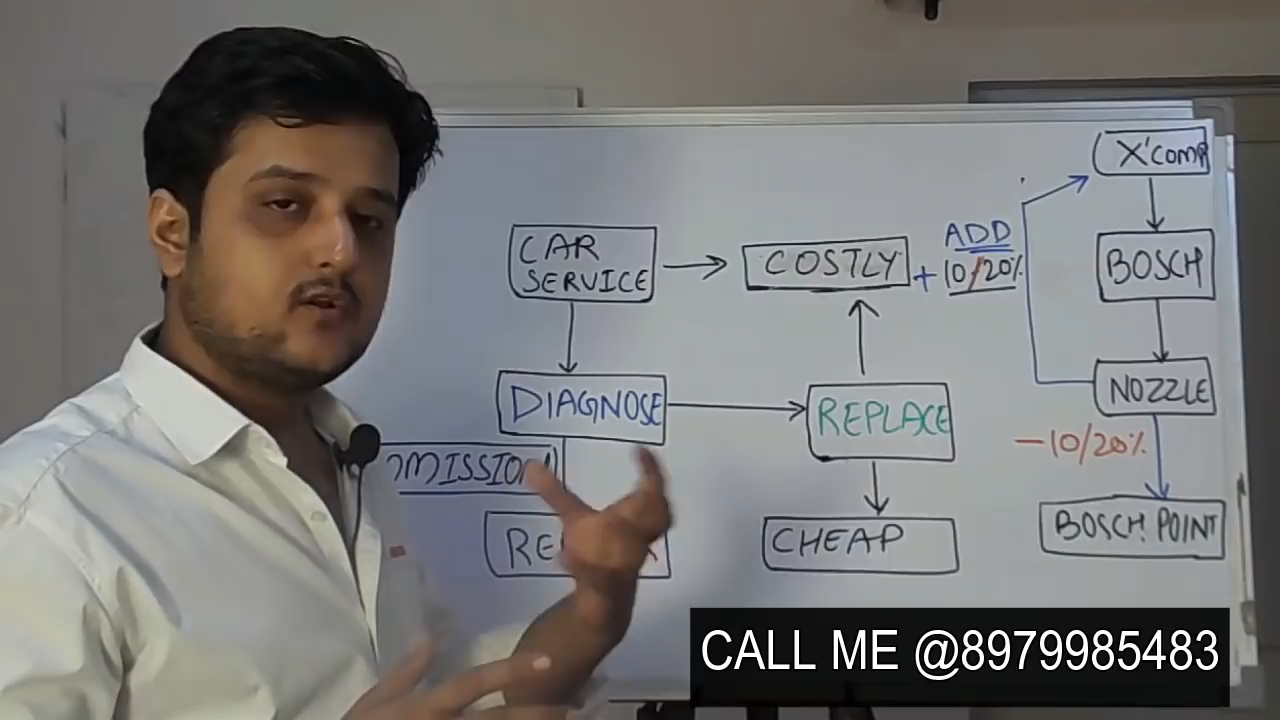 X'COMP
CAR
SERVICE
COSTLY
+
ADD
10/20%
BOSCH
DIAGNOSE
REPLACE
NOZZLE
-10/20%
CHEAP
BOSCH POINT
CALL ME @8979985483